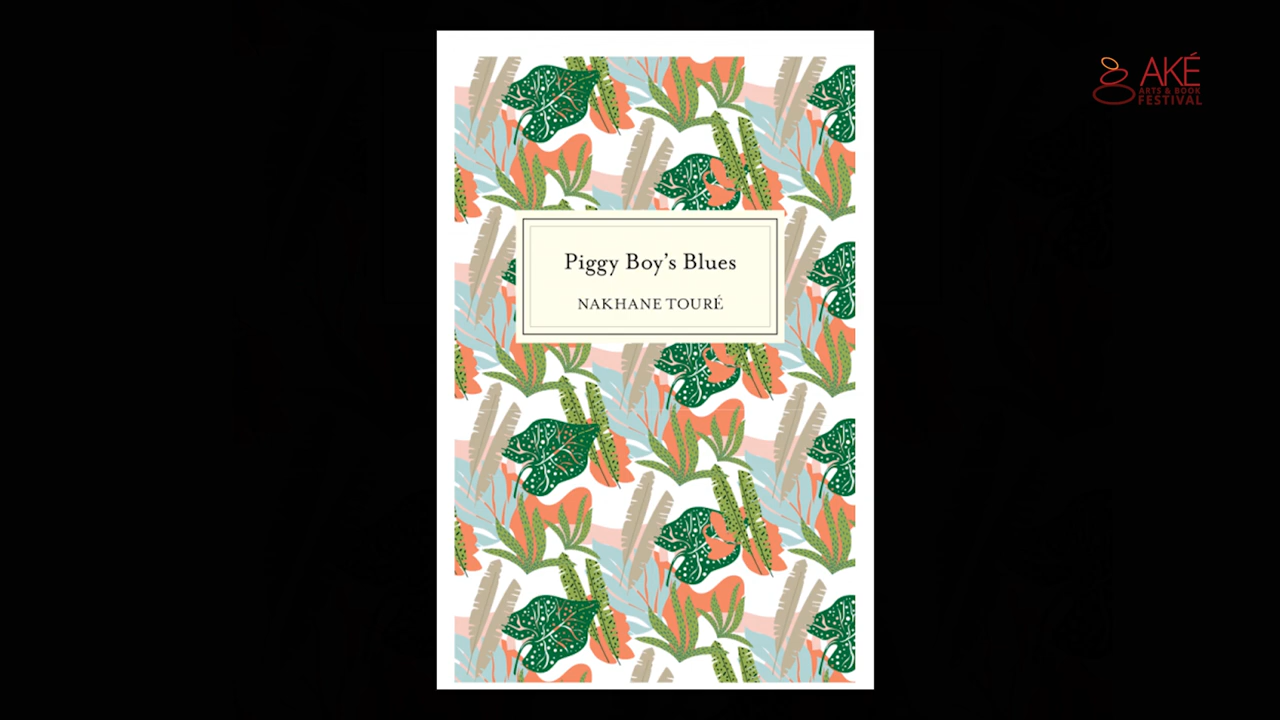 Piggy Boy's Blues
NAKHANE TOURÉ
AKÉ
ARTS & BOOK
FESTIVAL